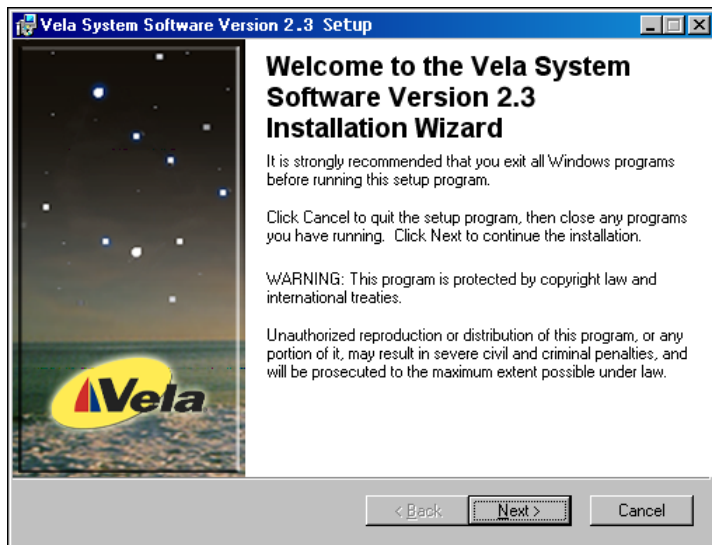 Vela System Software Version 2.3 Setup
Welcome to the Vela System
Software Version 2.3
Installation Wizard
It is strongly recommended that you exit all Windows programs
before running this setup program.
Click Cancel to quit the setup program, then close any programs
you have running.  Click Next to continue the installation.
WARNING: This program is protected by copyright law and
international treaties.
Unauthorized reproduction or distribution of this program, or any
portion of it, may result in severe civil and criminal penalties, and
will be prosecuted to the maximum extent possible under law.
Vela
< Back
Next >
Cancel